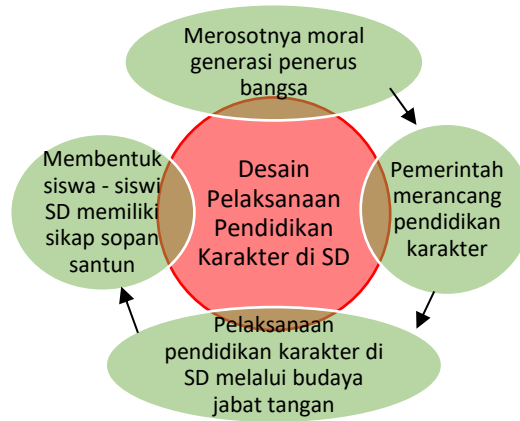 Merosotnya moral
generasi penerus
bangsa
Membentuk
siswa - siswi
SD memiliki
sikap sopan
santun
Desain
Pelaksanaan
Pendidikan
Karakter di SD
Pemerintah
merancang
pendidikan
karakter
Pelaksanaan
pendidikan karakter di
SD melalui budaya
jabat tangan